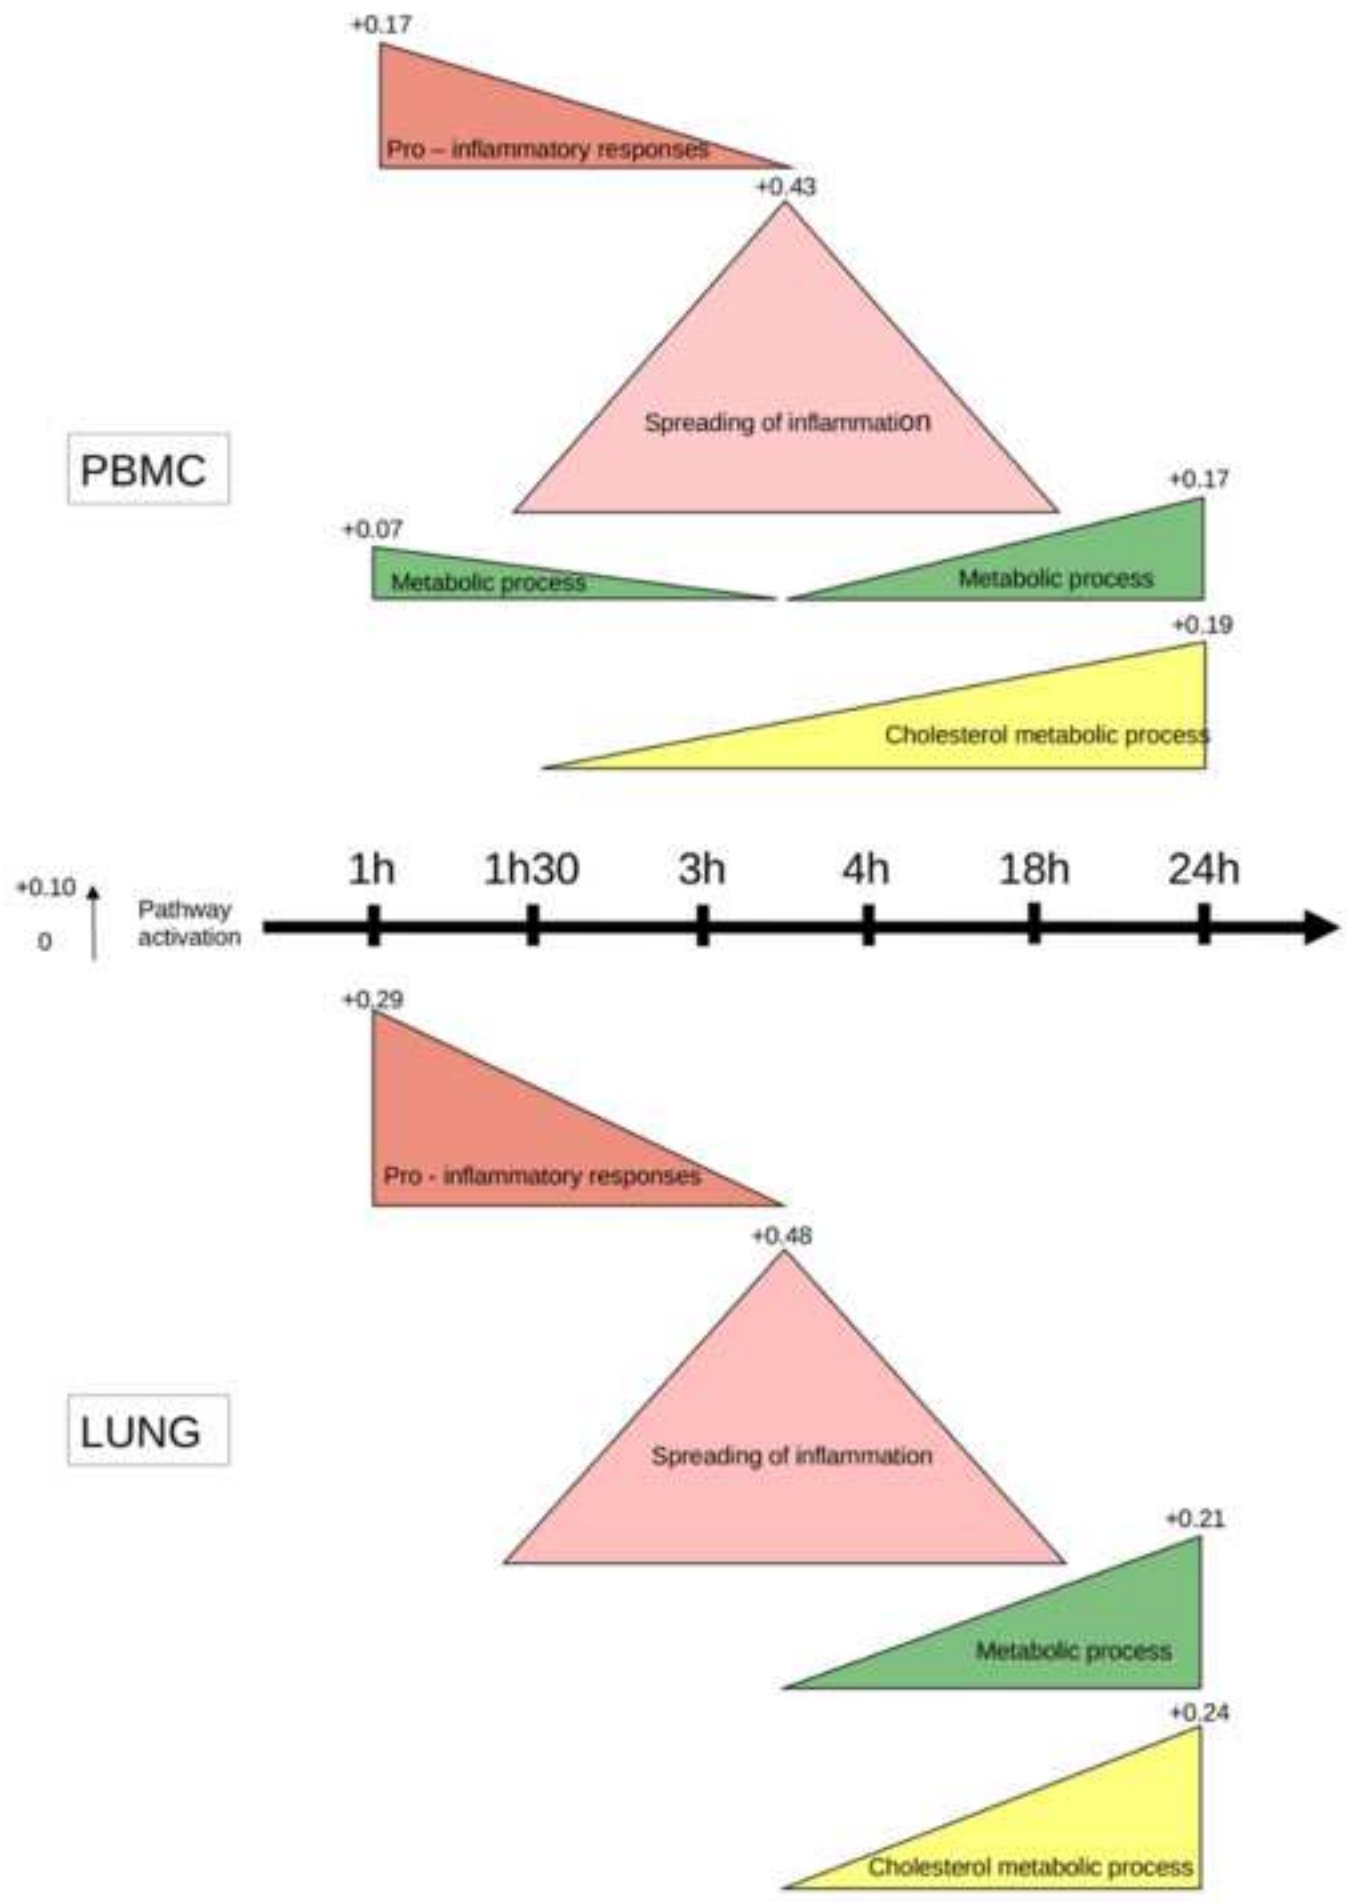 +0.17
Pro – inflammatory responses
+0.43
Spreading of inflammation
PBMC
+0.17
+0.07
Metabolic process
Metabolic process
+0.19
Cholesterol metabolic process
1h 1h30 3h 4h 18h 24h
+0.10
0
Pathway
activation
+0.29
Pro - inflammatory responses
+0.48
Spreading of inflammation
LUNG
+0.21
Metabolic process
+0.24
Cholesterol metabolic process